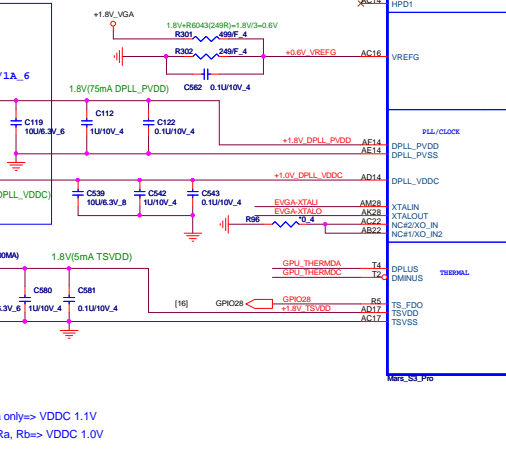 HPD1
+1.8V_VGA
1.8V+R6043(249R)=1.8V/3=0.6V
R301 499/F_4
R302 249/F_4
+0.6V_VREFG AC16 VREFG
C562 0.1U/10V_4
/1A_6
1.8V(75mA DPLL_PVDD)
C119
10U/6.3V_6
C112
1U/10V_4
C122
0.1U/10V_4
PLL/CLOCK
+1.8V_DPLL_PVDD AF14 DPLL_PVDD
AE14 DPLL_PVSS
+1.0V_DPLL_VDDC AD14 DPLL_VDDC
DPLL_VDDC)
C539
10U/6.3V_8
C542
1U/10V_4
C543
0.1U/10V_4
EVGA-XTALI AM28 XTALIN
EVGA-XTALO AK28 XTALOUT
R96 *0_4 AC22 NC#2/XO_IN
AB22 NC#1/XO_IN2
0MA)
1.8V(5mA TSVDD)
GPU_THERMDA T4 DPLUS
GPU_THERMDC T2 DMINUS
THERMAL
C580
1U/10V_4
C581
0.1U/10V_4
6.3V_6
[16] GPIO28 GPIO28 R5 TS_FDO
+1.8V_TSVDD AD17 TSVDD
AC17 TSVSS
Mars_S3_Pro
only=> VDDC 1.1V
Ra, Rb=> VDDC 1.0V